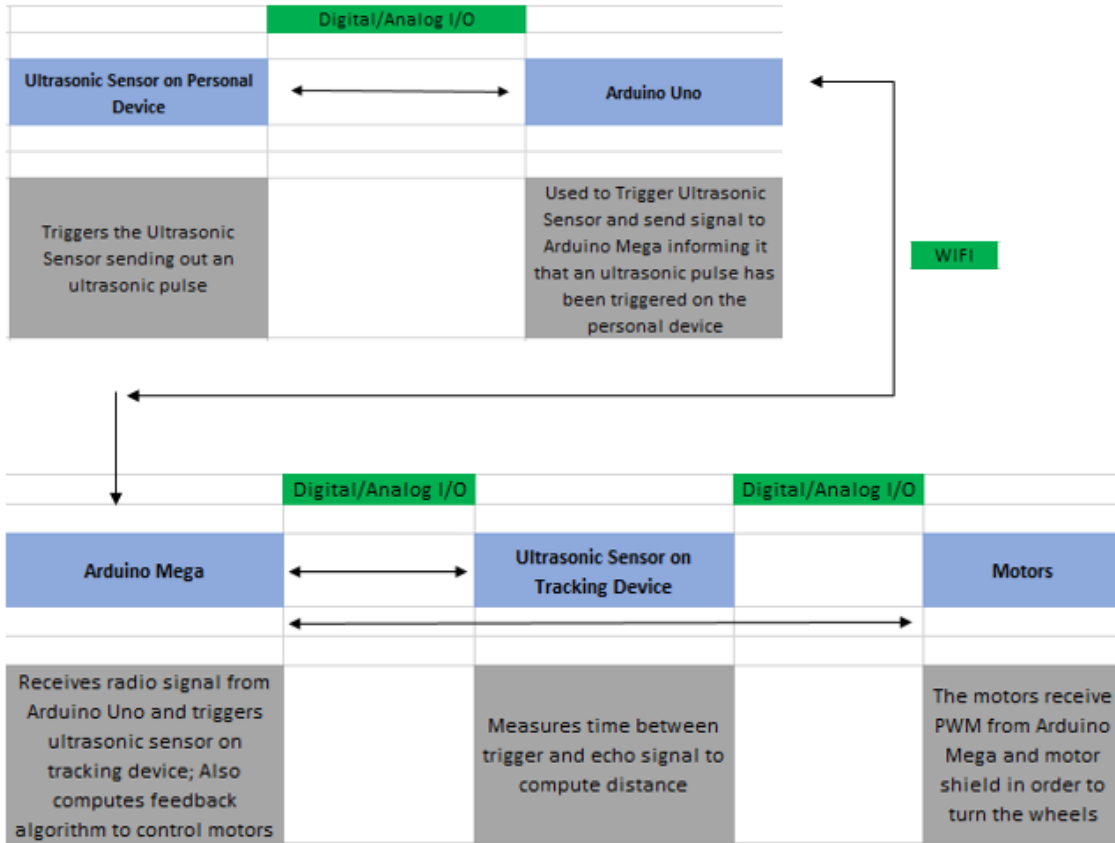 Digital/Analog I/O
Ultrasonic Sensor on Personal
Device
Arduino Uno
Triggers the Ultrasonic
Sensor sending out an
ultrasonic pulse
Used to Trigger Ultrasonic
Sensor and send signal to
Arduino Mega informing it
that an ultrasonic pulse has
been triggered on the
personal device
WIFI
Digital/Analog I/O
Digital/Analog I/O
Arduino Mega
Ultrasonic Sensor on
Tracking Device
Motors
Receives radio signal from
Arduino Uno and triggers
ultrasonic sensor on
tracking device; Also
computes feedback
algorithm to control motors
Measures time between
trigger and echo signal to
compute distance
The motors receive
PWM from Arduino
Mega and motor
shield in order to
turn the wheels